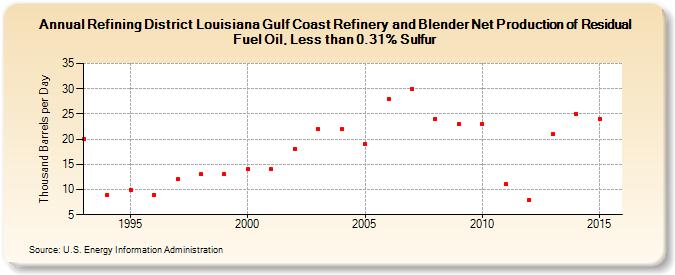 Annual Refining District Louisiana Gulf Coast Refinery and Blender Net Production of Residual
Fuel Oil, Less than 0.31% Sulfur
Thousand Barrels per Day
35
30
25
20
15
10
5
1995 2000 2005 2010 2015
Source: U.S. Energy Information Administration